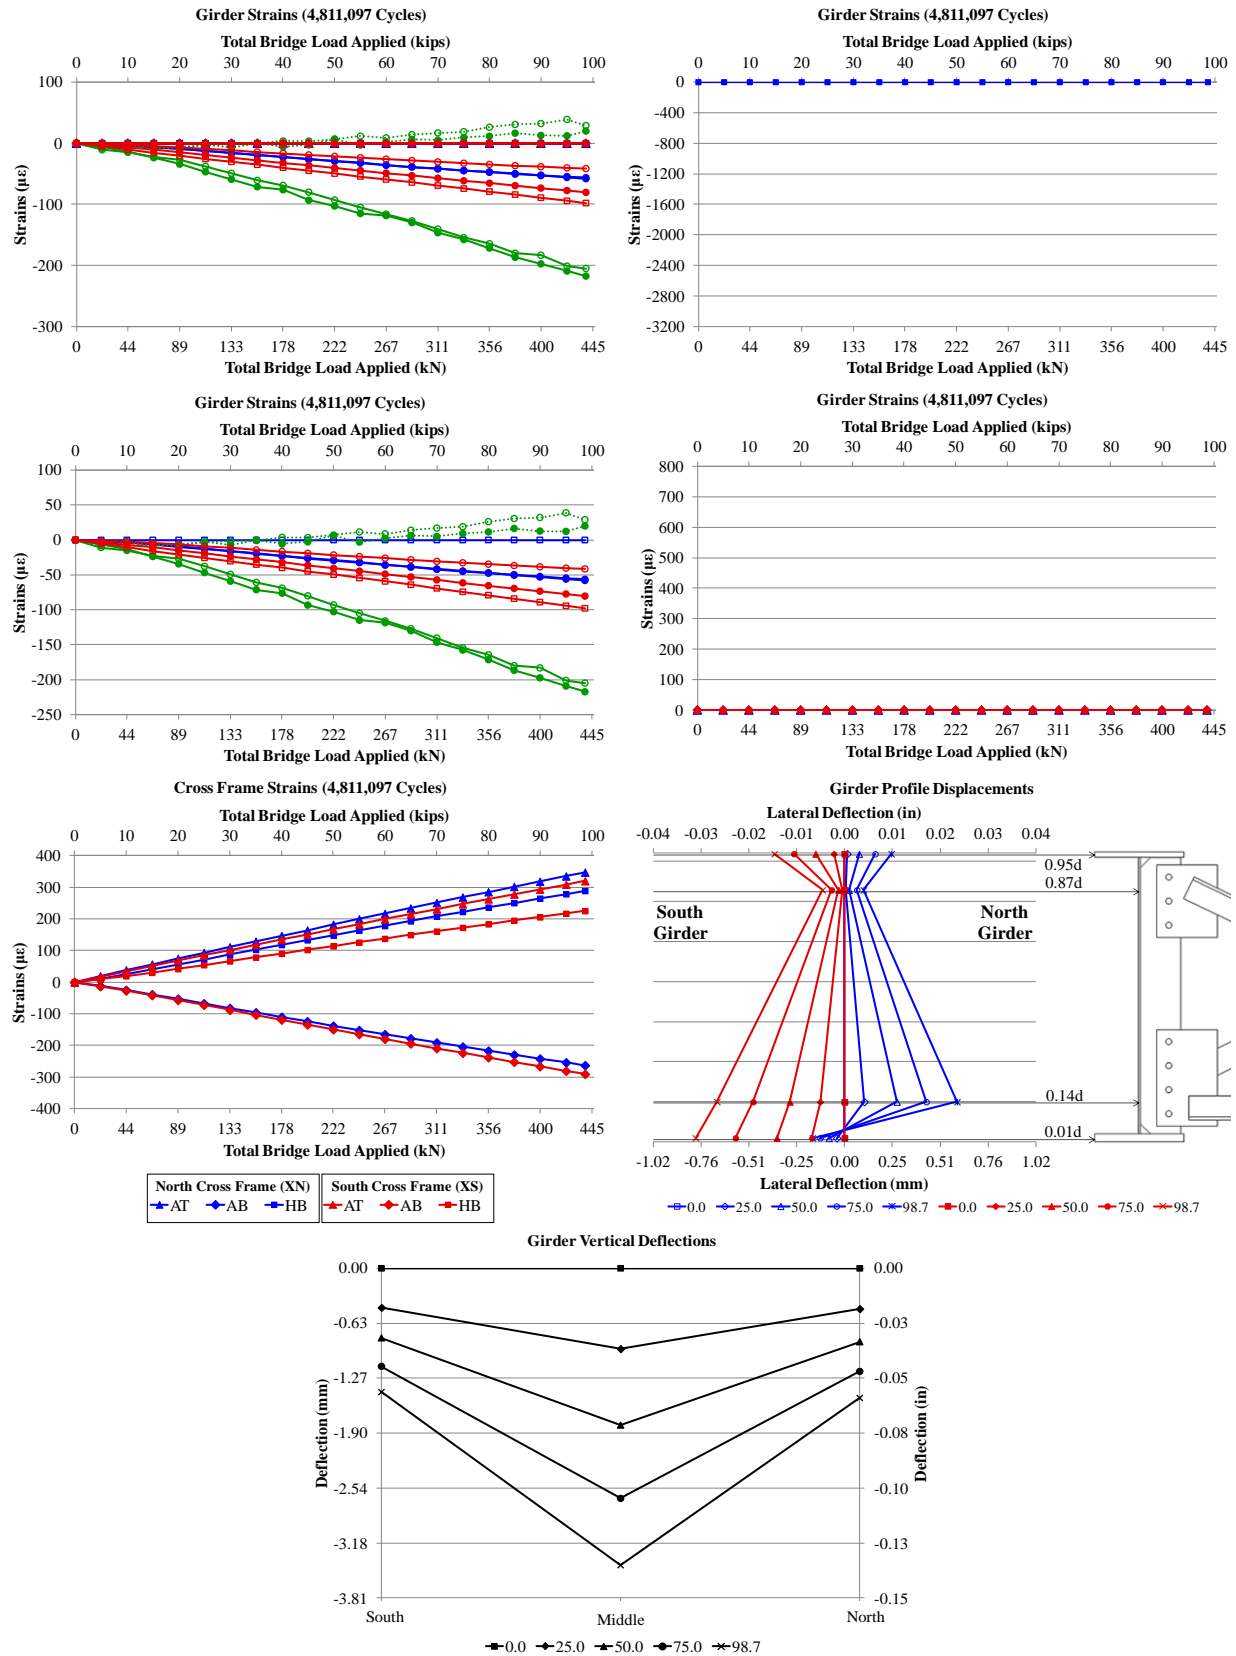 Girder Strains (4,811,097 Cycles)
Total Bridge Load Applied (kips)
0 10 20 30 40 50 60 70 80 90 100
100
0
-100
-200
-300
Strains (με)
0 44 89 133 178 222 267 311 356 400 445
Total Bridge Load Applied (kN)
Girder Strains (4,811,097 Cycles)
Total Bridge Load Applied (kips)
0 10 20 30 40 50 60 70 80 90 100
0
-400
-800
-1200
-1600
-2000
-2400
-2800
-3200
Strains (με)
0 44 89 133 178 222 267 311 356 400 445
Total Bridge Load Applied (kN)
Girder Strains (4,811,097 Cycles)
Total Bridge Load Applied (kips)
0 10 20 30 40 50 60 70 80 90 100
100
50
0
-50
-100
-150
-200
-250
Strains (με)
0 44 89 133 178 222 267 311 356 400 445
Total Bridge Load Applied (kN)
Girder Strains (4,811,097 Cycles)
Total Bridge Load Applied (kips)
0 10 20 30 40 50 60 70 80 90 100
800
700
600
500
400
300
200
100
0
Strains (με)
0 44 89 133 178 222 267 311 356 400 445
Total Bridge Load Applied (kN)
Cross Frame Strains (4,811,097 Cycles)
Total Bridge Load Applied (kips)
0 10 20 30 40 50 60 70 80 90 100
400
300
200
100
0
-100
-200
-300
-400
Strains (με)
0 44 89 133 178 222 267 311 356 400 445
Total Bridge Load Applied (kN)
North Cross Frame (XN)
AT AB HB
South Cross Frame (XS)
AT AB HB
Girder Profile Displacements
Lateral Deflection (in)
-0.04 -0.03 -0.02 -0.01 0.00 0.01 0.02 0.03 0.04
0.95d
0.87d
South
Girder
North
Girder
0.14d
0.01d
-1.02 -0.76 -0.51 -0.25 0.00 0.25 0.51 0.76 1.02
Lateral Deflection (mm)
0.0 25.0 50.0 75.0 98.7 0.0 25.0 50.0 75.0 98.7
Girder Vertical Deflections
0.00
-0.63
-1.27
-1.90
-2.54
-3.18
-3.81
Deflection (mm)
0.00
-0.03
-0.05
-0.08
-0.10
-0.13
-0.15
Deflection (in)
South Middle North
0.0 25.0 50.0 75.0 98.7